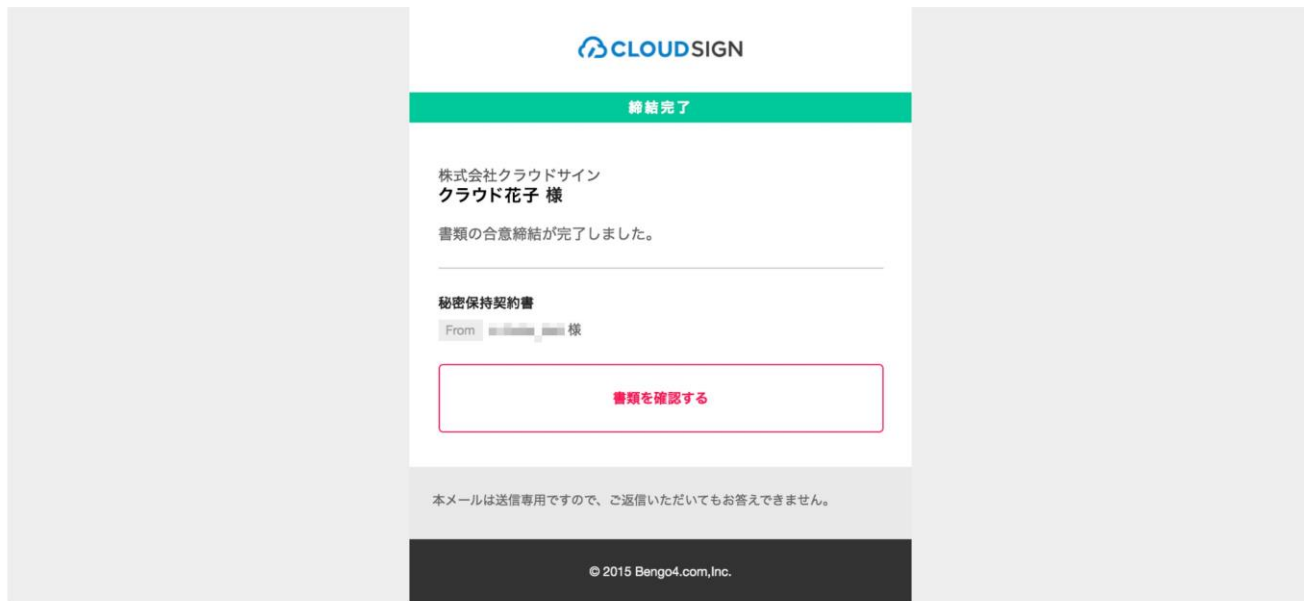 CLOUDSIGN
締結完了
株式会社クラウドサイン
クラウド花子 様
書類の合意締結が完了しました。
秘密保持契約書
From 様
書類を確認する
本メールは送信専用ですので、ご返信いただいてもお答えできません。
© 2015 Bengo4.com,Inc.